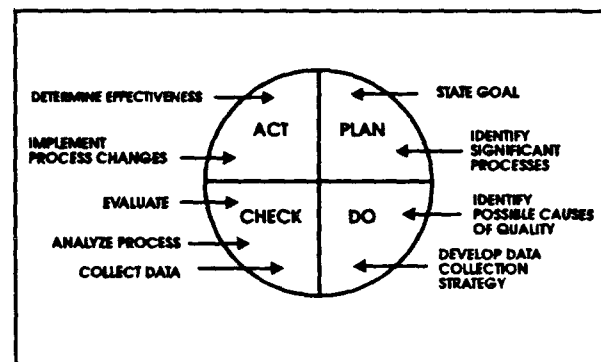 DETERMINE EFFECTIVENESS
STATE GOAL
ACT
PLAN
IMPLEMENT
PROCESS CHANGES
IDENTIFY
SIGNIFICANT
PROCESSES
EVALUATE
CHECK
DO
IDENTIFY
POSSIBLE CAUSES
OF QUALITY
ANALYZE PROCESS
COLLECT DATA
DEVELOP DATA
COLLECTION
STRATEGY